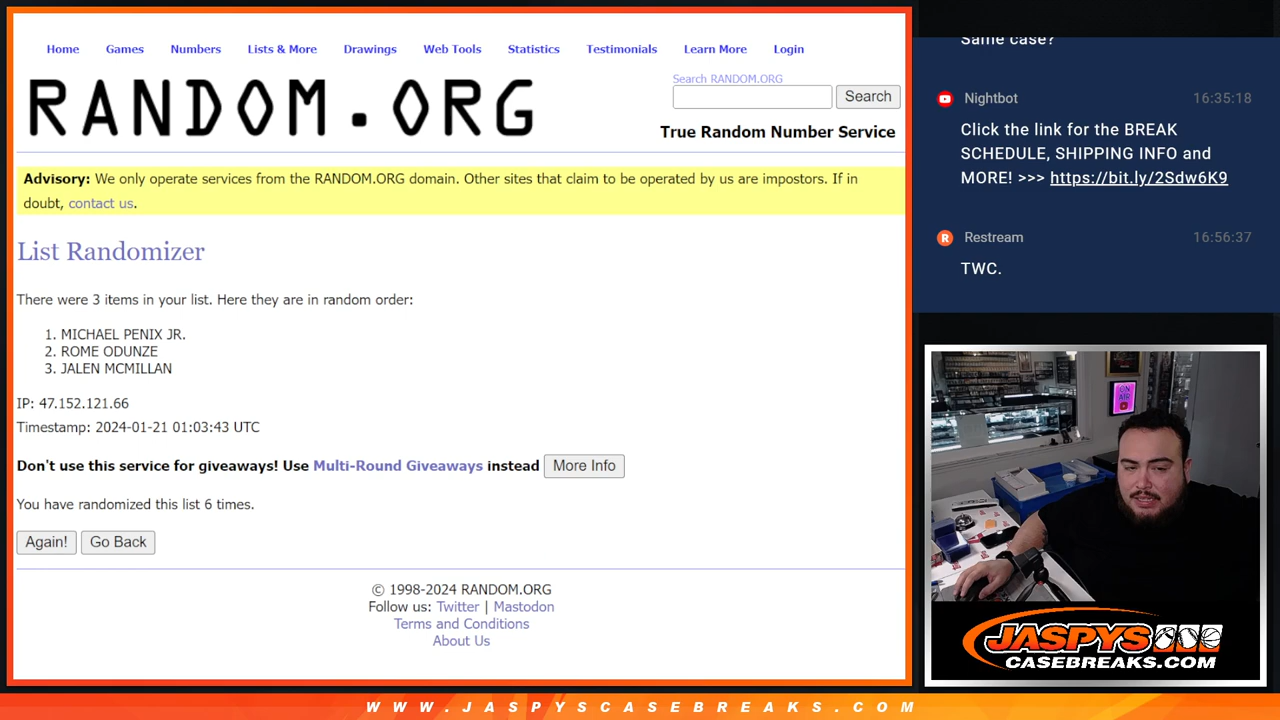 Home Games Numbers Lists & More Drawings Web Tools Statistics Testimonials Learn More Login
RANDOM.ORG
Search RANDOM.ORG
Search
True Random Number Service
Advisory: We only operate services from the RANDOM.ORG domain. Other sites that claim to be operated by us are impostors. If in
doubt, contact us.
List Randomizer
There were 3 items in your list. Here they are in random order:
1. MICHAEL PENIX JR.
2. ROME ODUNZE
3. JALEN MCMILLAN
IP: 47.152.121.66
Timestamp: 2024-01-21 01:03:43 UTC
Don't use this service for giveaways! Use Multi-Round Giveaways instead More Info
You have randomized this list 6 times.
Again! Go Back
© 1998-2024 RANDOM.ORG
Follow us: Twitter | Mastodon
Terms and Conditions
About Us
Same case?
Nightbot 16:35:18
Click the link for the BREAK
SCHEDULE, SHIPPING INFO and
MORE! >>> https://bit.ly/2Sdw6K9
Restream 16:56:37
TWC.
ON
AIR
JASPYS
CASEBREAKS.COM
WWW.JASPYSCASEBREAKS.COM